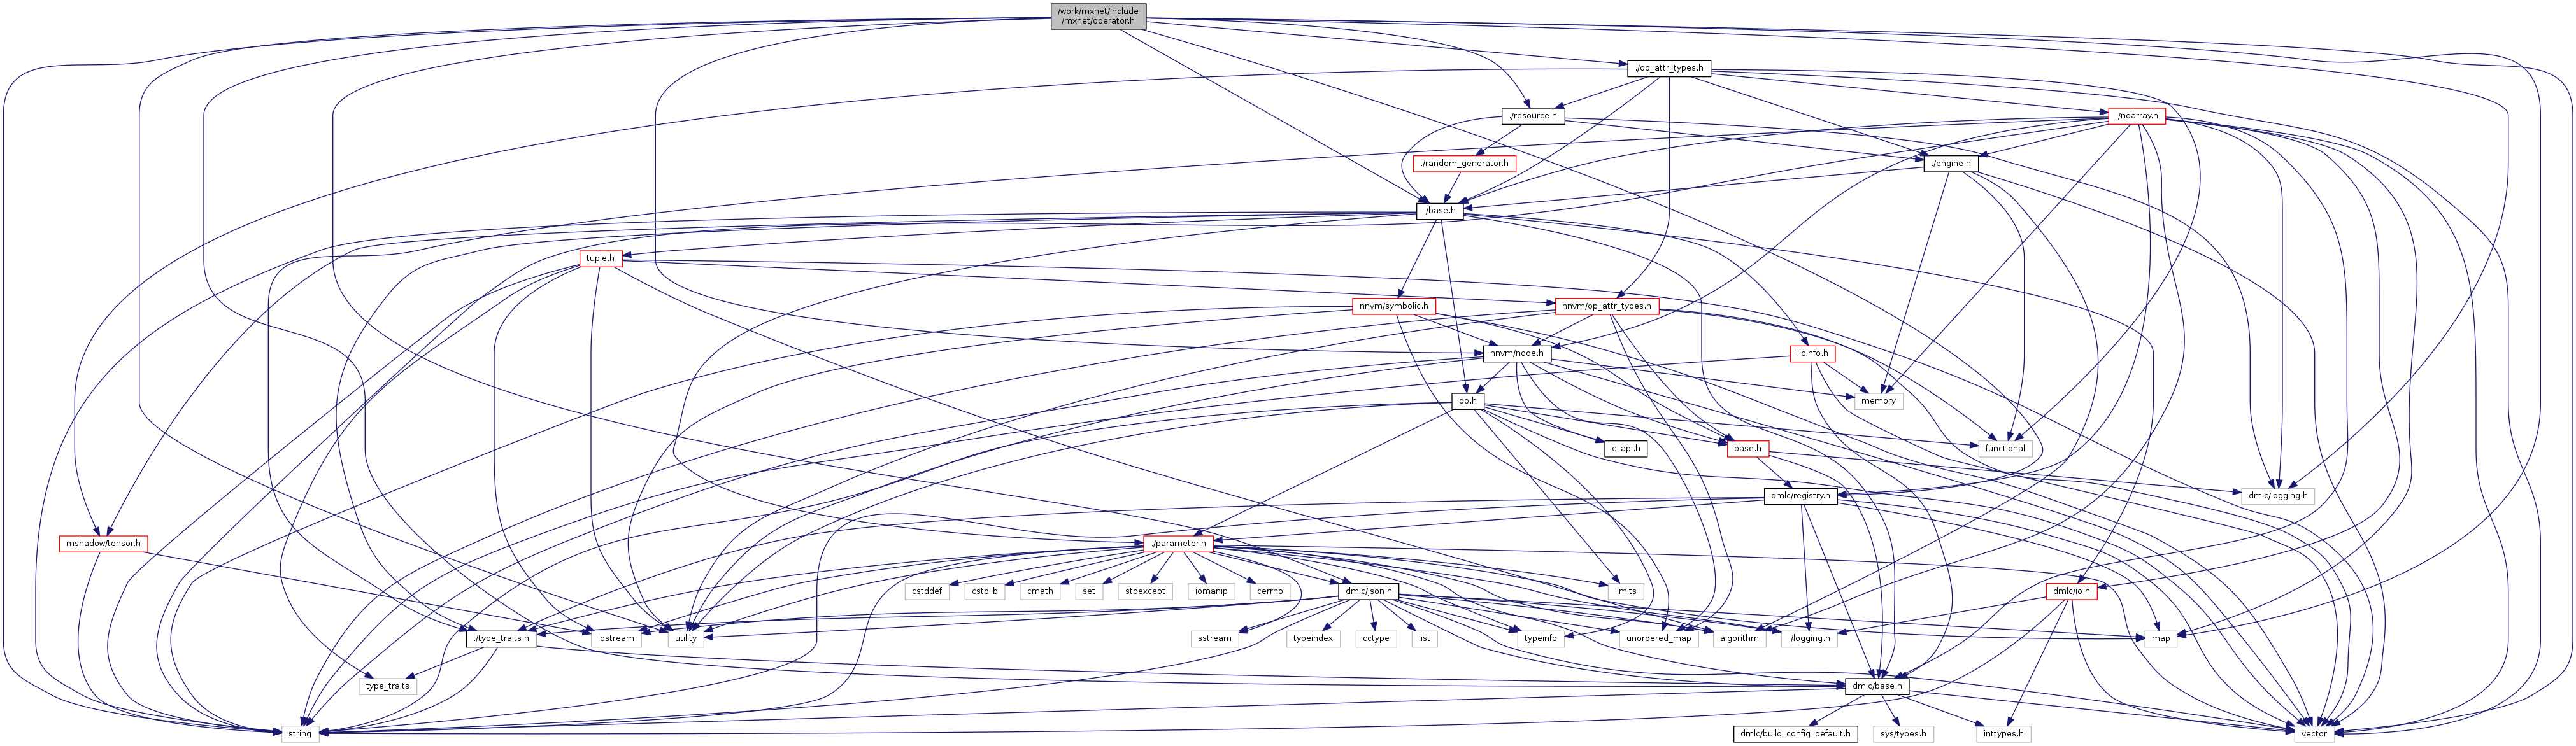 /work/mxnet/include
/mxnet/operator.h
./op_attr_types.h
./resource.h
./ndarray.h
./random_generator.h
./engine.h
./base.h
tuple.h
nnvm/symbolic.h
nnvm/op_attr_types.h
nnvm/node.h
libinfo.h
op.h
memory
c_api.h
base.h
functional
dmlc/registry.h
dmlc/logging.h
mshadow/tensor.h
./parameter.h
cstddef
cstdlib
cmath
set
stdexcept
iomanip
cerrno
dmlc/json.h
limits
dmlc/io.h
./type_traits.h
iostream
utility
sstream
typeindex
cctype
list
typeinfo
unordered_map
algorithm
./logging.h
map
type_traits
dmlc/base.h
string
dmlc/build_config_default.h
sys/types.h
inttypes.h
vector